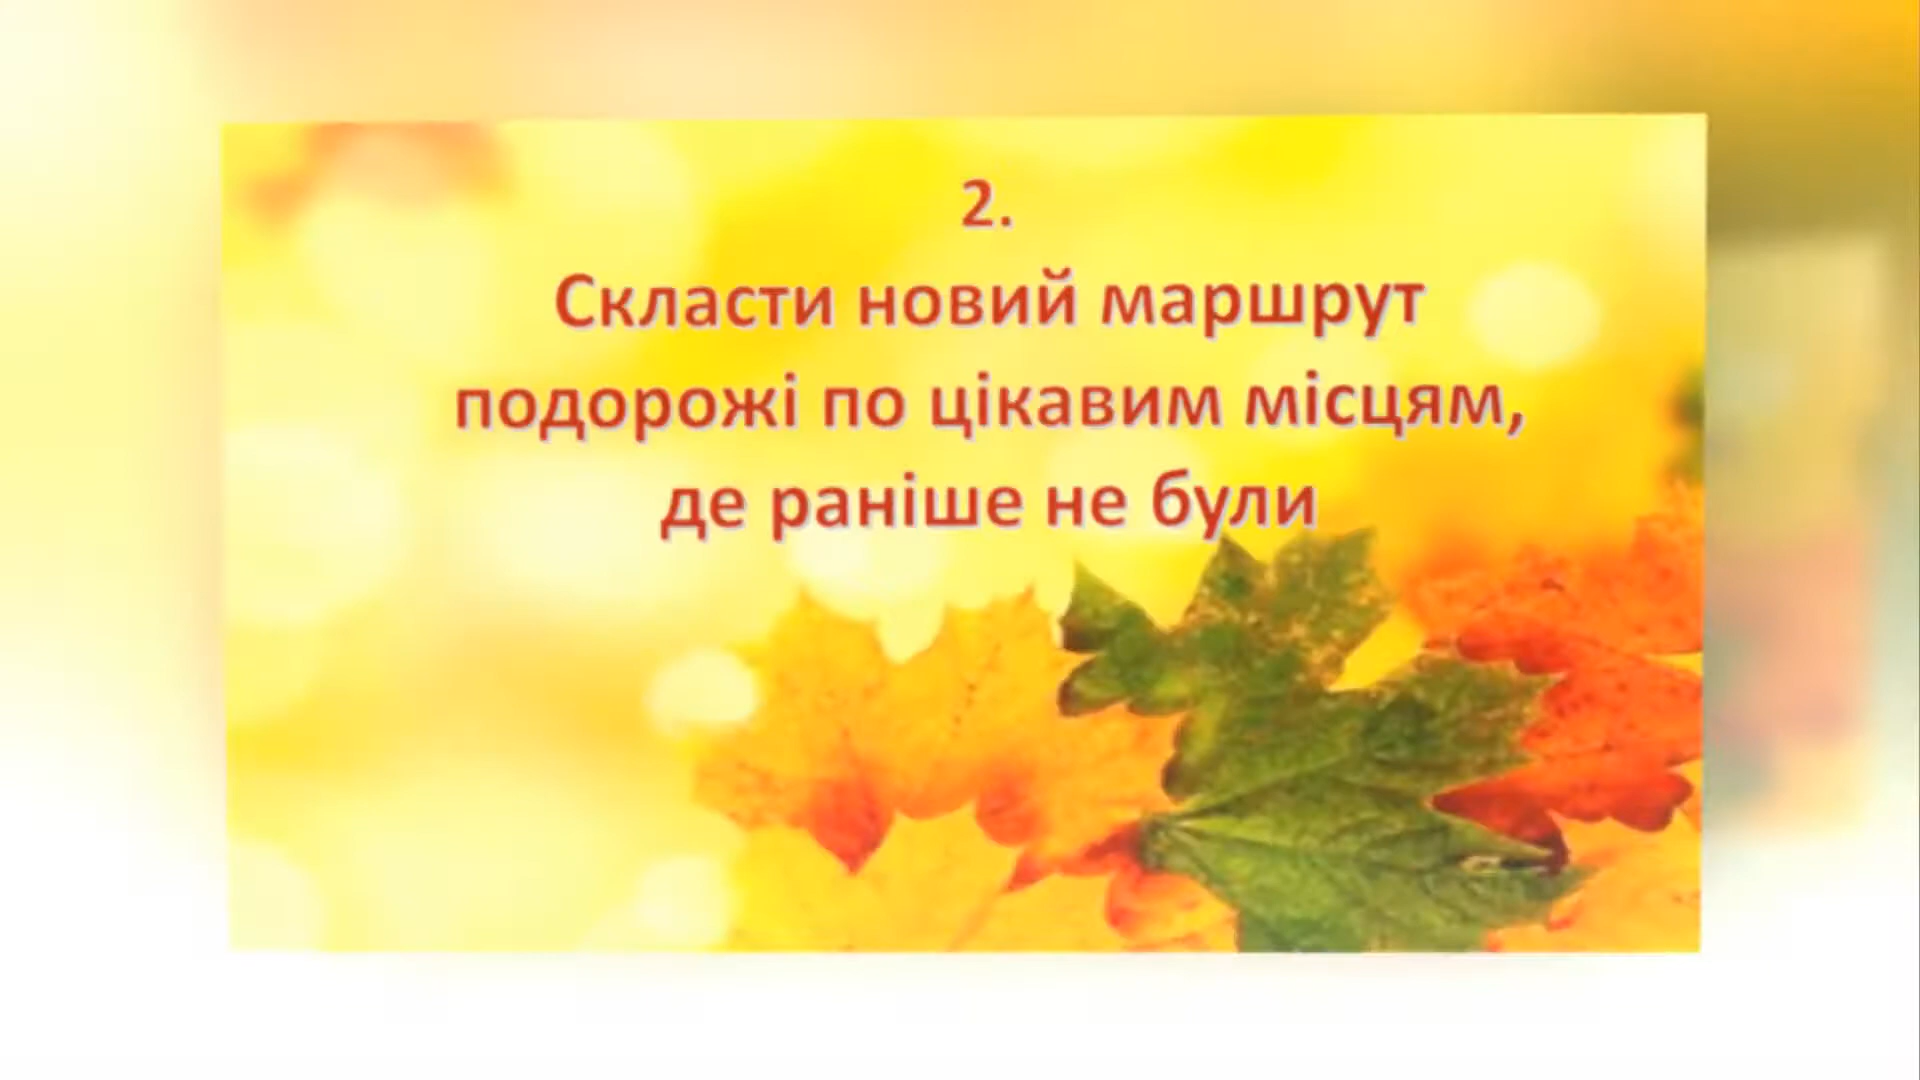 2.
Скласти новий маршрут
подорожі по цікавим місцям,
де раніше не були